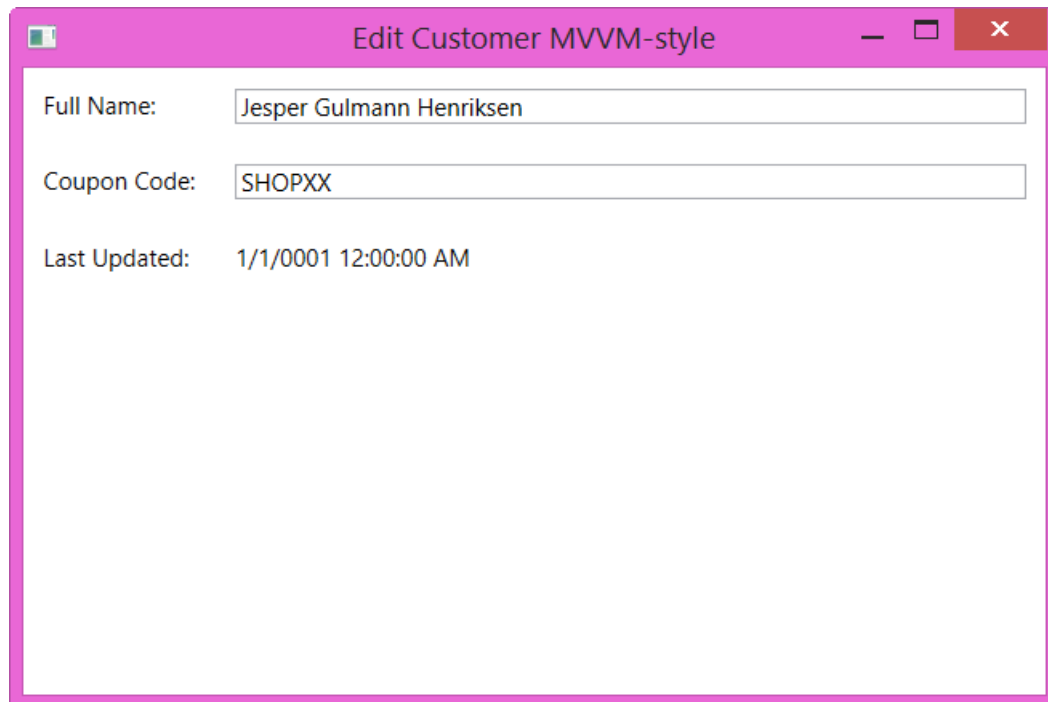 Edit Customer MVVM-style
Full Name: Jesper Gulmann Henriksen
Coupon Code: SHOPXX
Last Updated: 1/1/0001 12:00:00 AM